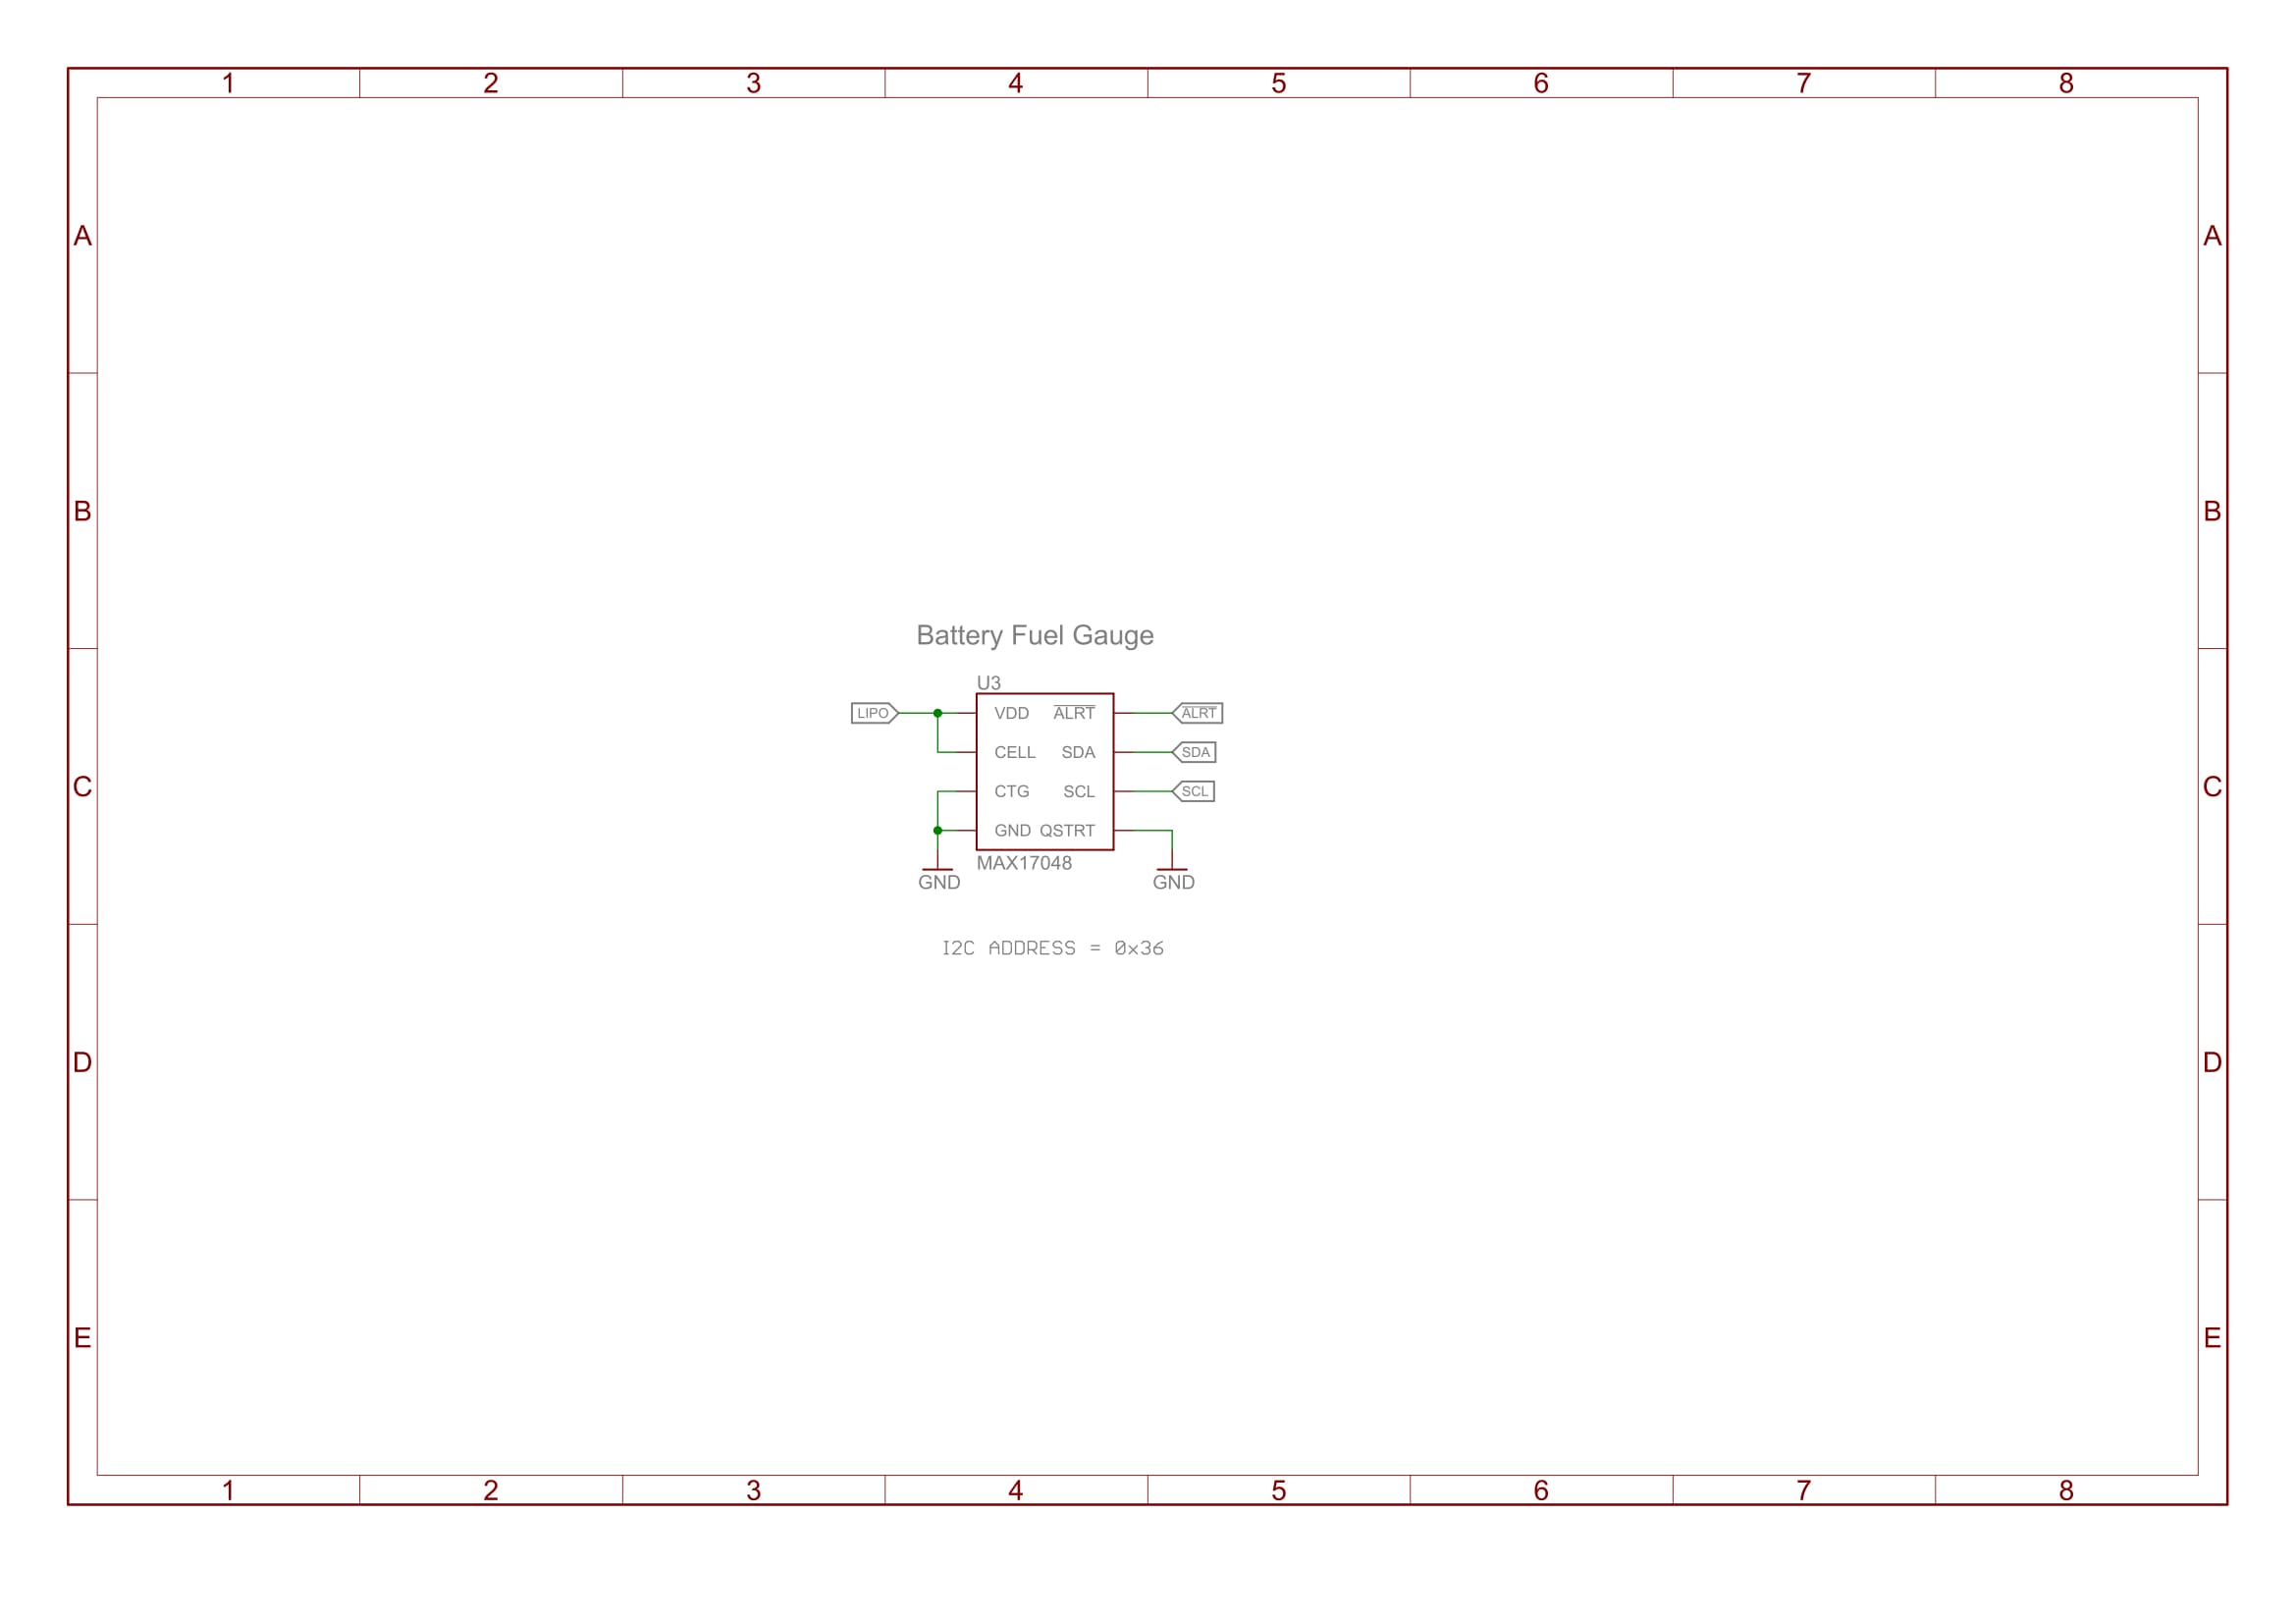 1 2 3 4 5 6 7 8
A A
B B
Battery Fuel Gauge
U3
LIPO VDD ALRT ALRT
CELL SDA SDA
C C
CTG SCL SCL
GND QSTRT
MAX17048
GND GND
I2C ADDRESS = 0x36
D D
E E
1 2 3 4 5 6 7 8